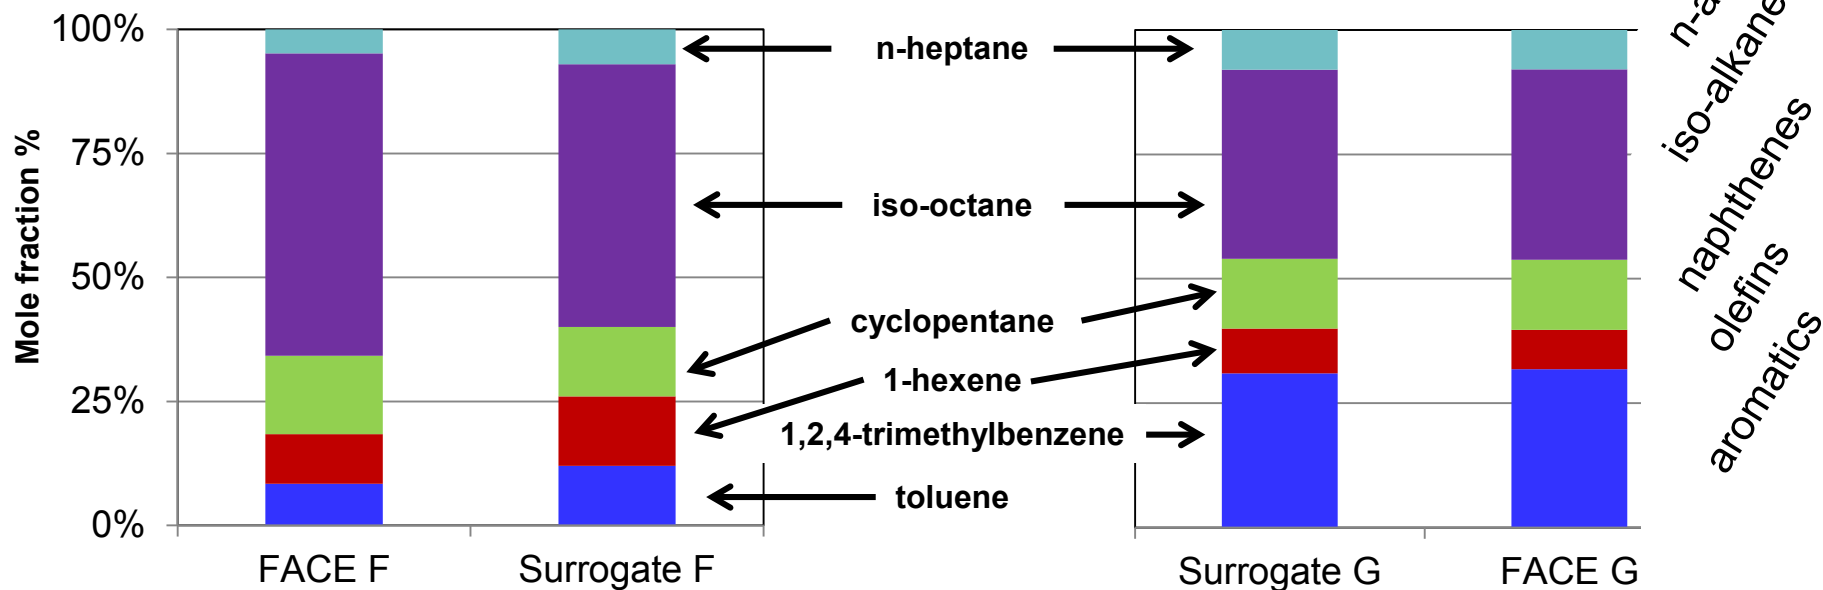 100%
75%
50%
25%
0%
Mole fraction %
FACE F
Surrogate F
n-heptane
iso-octane
cyclopentane
1-hexene
1,2,4-trimethylbenzene
toluene
Surrogate G
FACE G
iso-alkane
naphthenes
olefins
aromatics